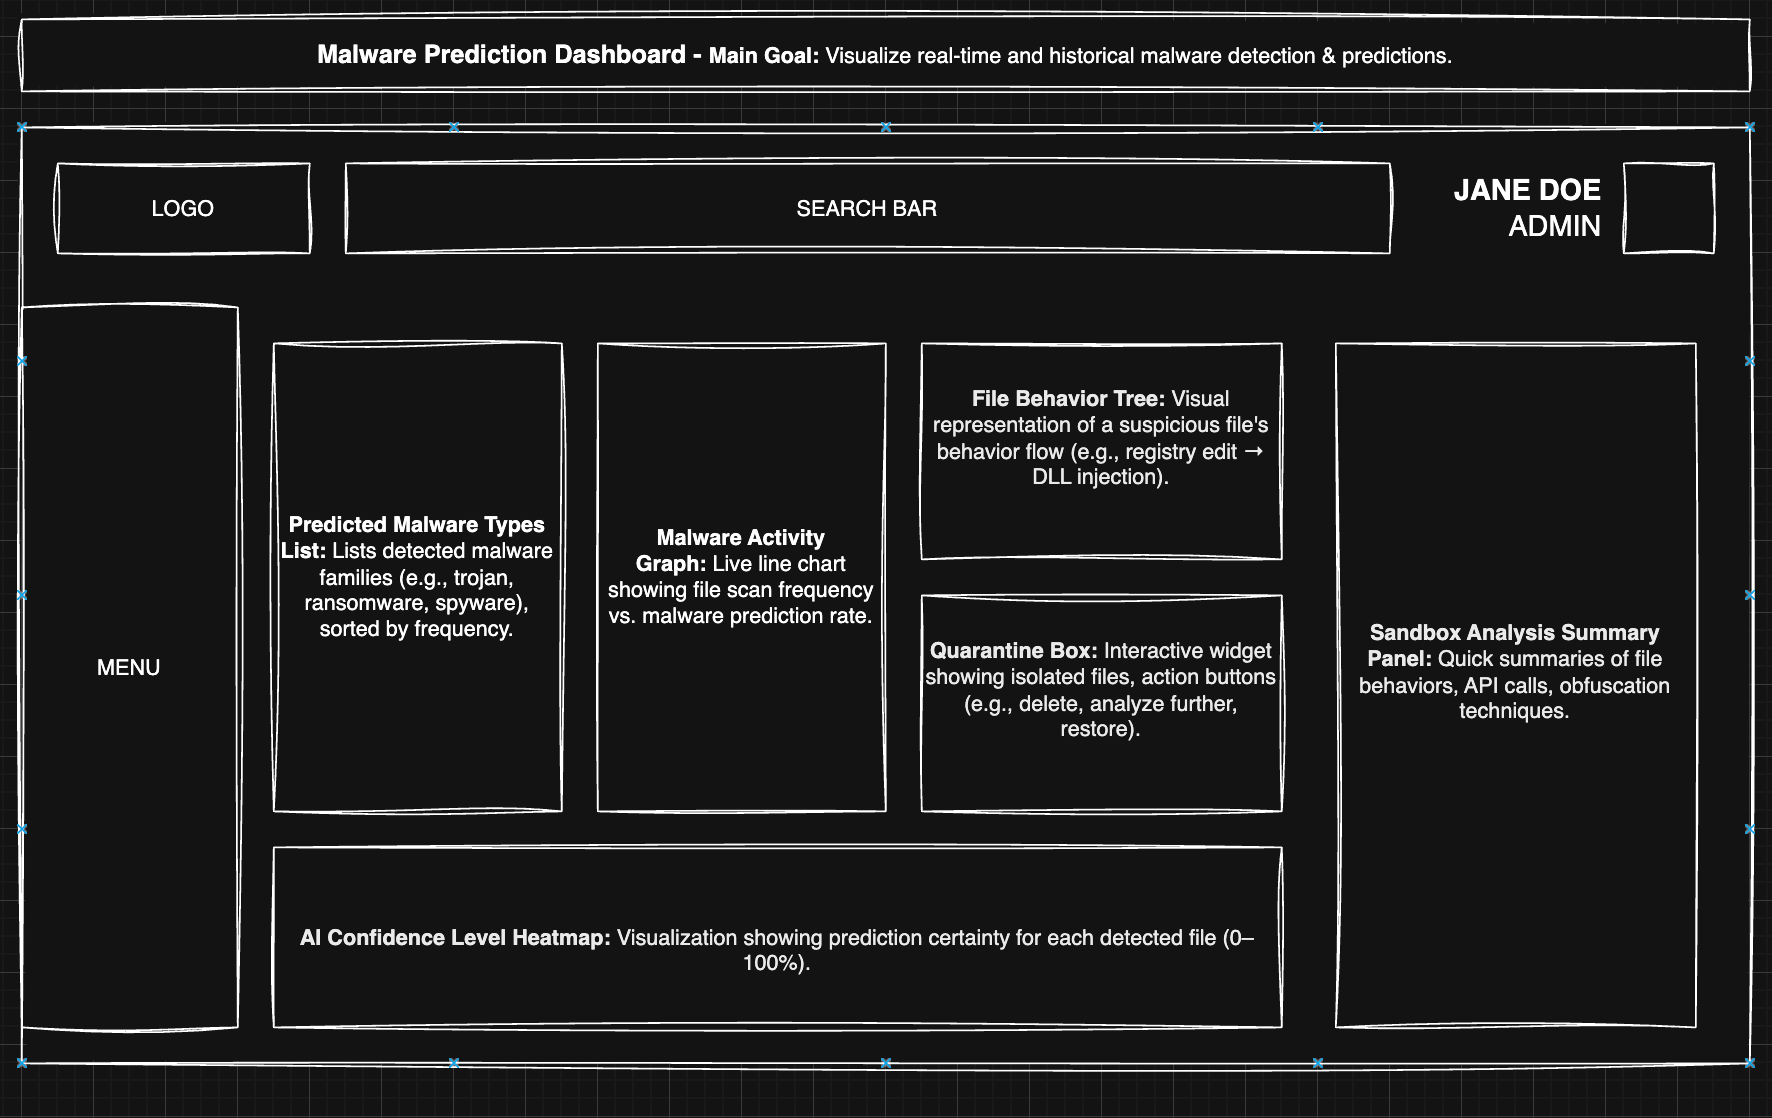 Malware Prediction Dashboard - Main Goal: Visualize real-time and historical malware detection & predictions.
LOGO
SEARCH BAR
JANE DOE
ADMIN
MENU
Predicted Malware Types
List: Lists detected malware
families (e.g., trojan,
ransomware, spyware),
sorted by frequency.
Malware Activity
Graph: Live line chart
showing file scan frequency
vs. malware prediction rate.
File Behavior Tree: Visual
representation of a suspicious file's
behavior flow (e.g., registry edit →
DLL injection).
Quarantine Box: Interactive widget
showing isolated files, action buttons
(e.g., delete, analyze further,
restore).
Sandbox Analysis Summary
Panel: Quick summaries of file
behaviors, API calls, obfuscation
techniques.
AI Confidence Level Heatmap: Visualization showing prediction certainty for each detected file (0–
100%).